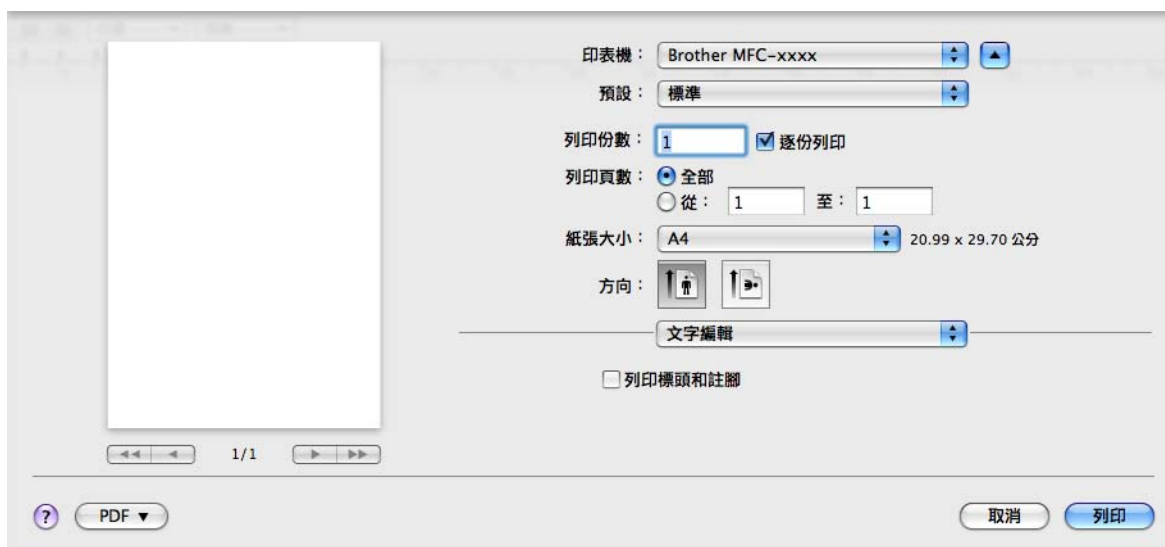 印表機： Brother MFC-xxxx
預設： 標準
列印份數： 1 逐份列印
列印頁數： 全部
從： 1 至： 1
紙張大小： A4 20.99 x 29.70 公分
方向：
文字編輯
列印標頭和註腳
1/1
? PDF 取消 列印